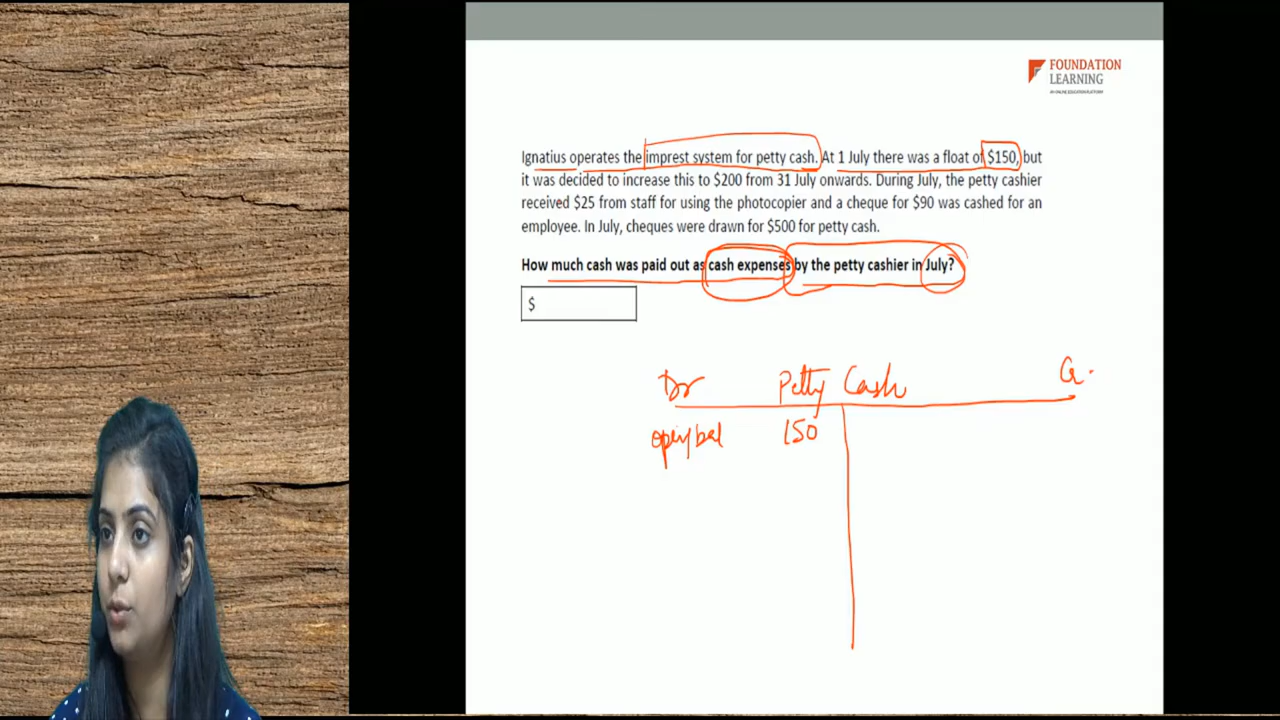 FOUNDATION
LEARNING
AN ONLINE EDUCATION PLATFORM
Ignatius operates the imprest system for petty cash. At 1 July there was a float of $150, but
it was decided to increase this to $200 from 31 July onwards. During July, the petty cashier
received $25 from staff for using the photocopier and a cheque for $90 was cashed for an
employee. In July, cheques were drawn for $500 for petty cash.
How much cash was paid out as cash expenses by the petty cashier in July?
$
Dr Petty Cash Cr.
150